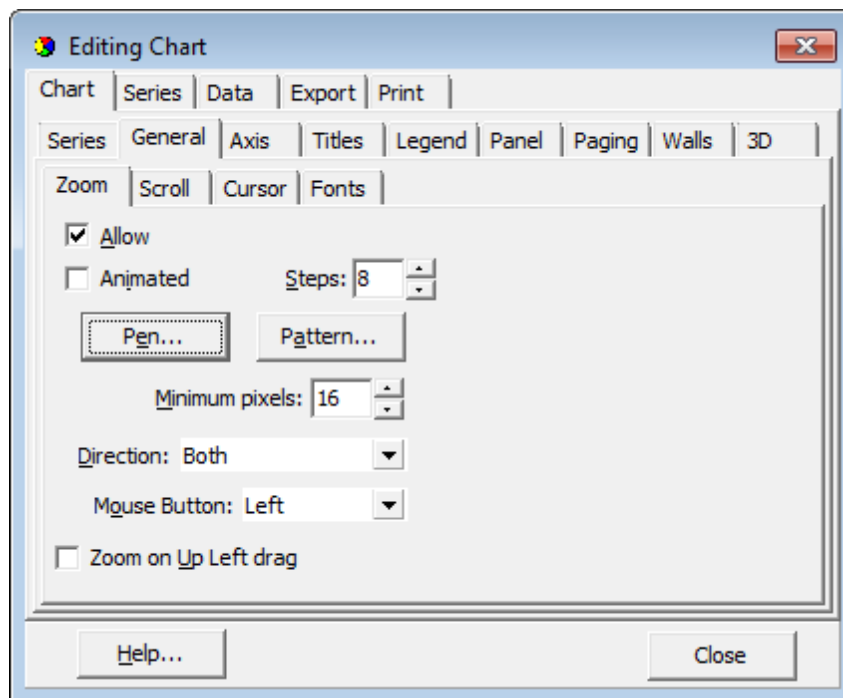 Editing Chart
Chart Series Data Export Print
Series General Axis Titles Legend Panel Paging Walls 3D
Zoom Scroll Cursor Fonts
Allow
Animated Steps: 8
Pen... Pattern...
Minimum pixels: 16
Direction: Both
Mouse Button: Left
Zoom on Up Left drag
Help... Close